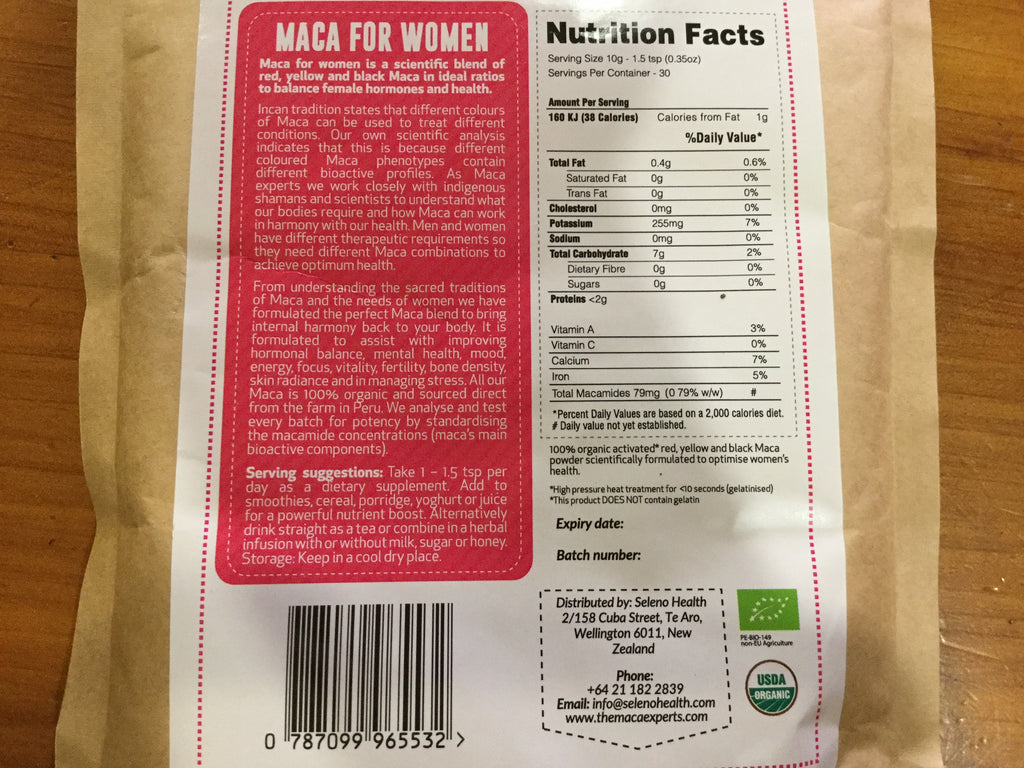 MACA FOR WOMEN
Maca for women is a scientific blend of
red, yellow and black Maca in ideal ratios
to balance female hormones and health.
Incan tradition states that different colours
of Maca can be used to treat different
conditions. Our own scientific analysis
indicates that this is because different
coloured Maca phenotypes contain
different bioactive profiles. As Maca
experts we work closely with indigenous
shamans and scientists to understand what
our bodies require and how Maca can work
in harmony with our health. Men and women
have different therapeutic requirements so
they need different Maca combinations to
achieve optimum health.
From understanding the sacred traditions
of Maca and the needs of women we have
formulated the perfect Maca blend to bring
internal harmony back to your body. It is
formulated to assist with improving
hormonal balance, mental health, mood,
energy, focus, vitality, fertility, bone density,
skin radiance and in managing stress. All our
Maca is 100% organic and sourced direct
from the farm in Peru. We analyse and test
every batch for potency by standardising
the macamide concentrations (maca's main
bioactive components).
Serving suggestions: Take 1 – 1.5 tsp per
day as a dietary supplement. Add to
smoothies, cereal, porridge, yoghurt or juice
for a powerful nutrient boost. Alternatively
drink straight as a tea or combine in a herbal
infusion with or without milk, sugar or honey.
Storage: Keep in a cool dry place.
0 787099 965532 >
Nutrition Facts
Serving Size 10g - 1.5 tsp (0.35oz)
Servings Per Container - 30
Amount Per Serving
160 KJ (38 Calories) Calories from Fat 1g
%Daily Value*
Total Fat 0.4g 0.6%
Saturated Fat 0g 0%
Trans Fat 0g 0%
Cholesterol 0mg 0%
Potassium 255mg 7%
Sodium 0mg 0%
Total Carbohydrate 7g 2%
Dietary Fibre 0g 0%
Sugars 0g 0%
Proteins <2g *
Vitamin A 3%
Vitamin C 0%
Calcium 7%
Iron 5%
Total Macamides 79mg (0 79% w/w) #
*Percent Daily Values are based on a 2,000 calories diet.
# Daily value not yet established.
100% organic activated* red, yellow and black Maca
powder scientifically formulated to optimise women's
health.
*High pressure heat treatment for <10 seconds (gelatinised)
*This product DOES NOT contain gelatin
Expiry date:
Batch number:
Distributed by: Seleno Health
2/158 Cuba Street, Te Aro,
Wellington 6011, New
Zealand
Phone:
+64 21 182 2839
Email: info@selenohealth.com
www.themacaexperts.com
PE-BIO-149
non-EU Agriculture
USDA
ORGANIC